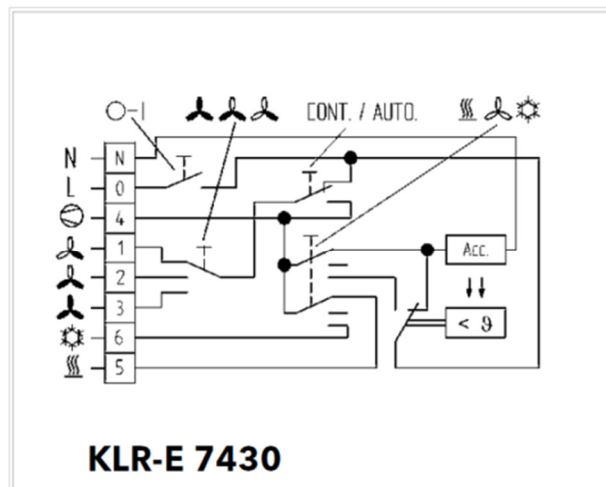 O-I CONT. / AUTO.
N N
L 0
4
1
2
3
6
5
Acc.
< ϑ
KLR-E 7430